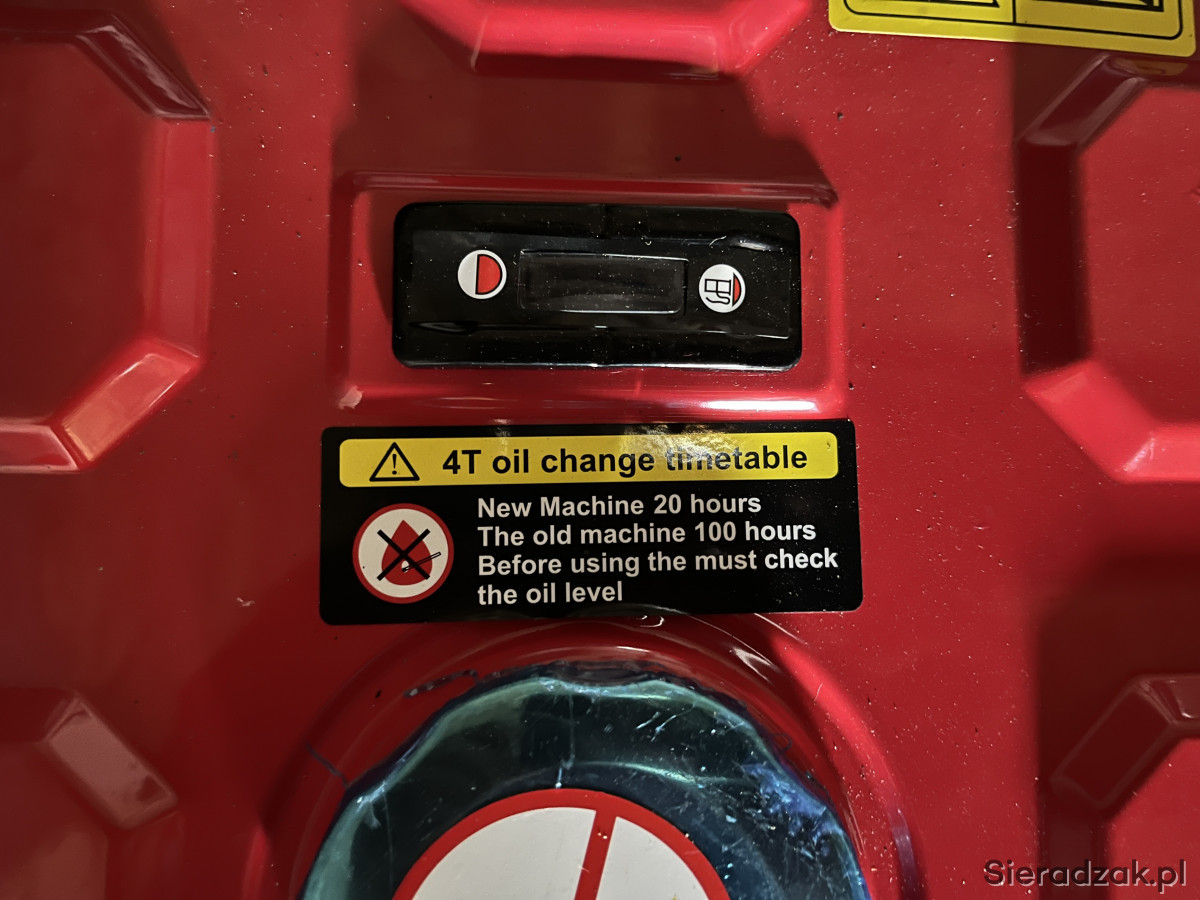 4T oil change timetable
New Machine 20 hours
The old machine 100 hours
Before using the must check
the oil level
Sieradzak.pl